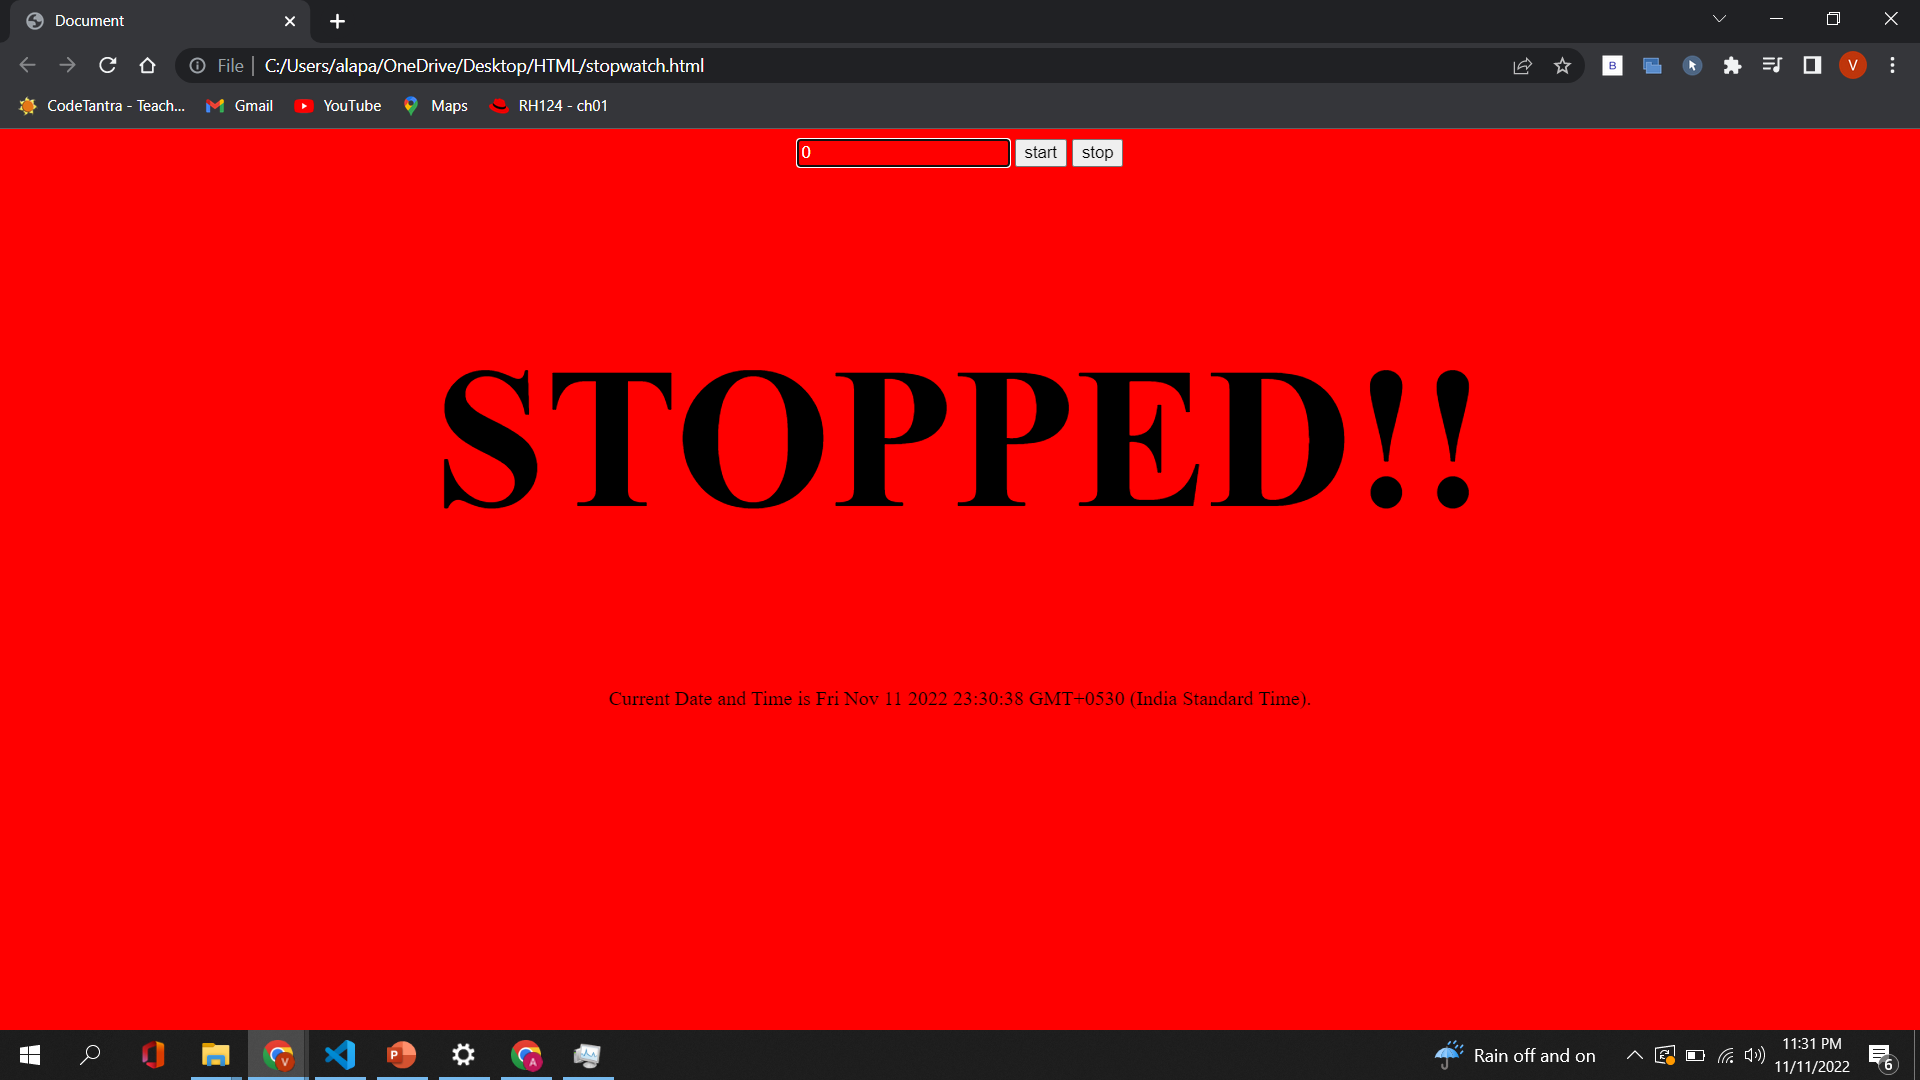 Document
File
C:/Users/alapa/OneDrive/Desktop/HTML/stopwatch.html
B
V
CodeTantra - Teach...
Gmail
YouTube
Maps
RH124 - ch01
0
start
stop
STOPPED!!
Current Date and Time is Fri Nov 11 2022 23:30:38 GMT+0530 (India Standard Time).
V
P
A
Rain off and on
11:31 PM
11/11/2022
6